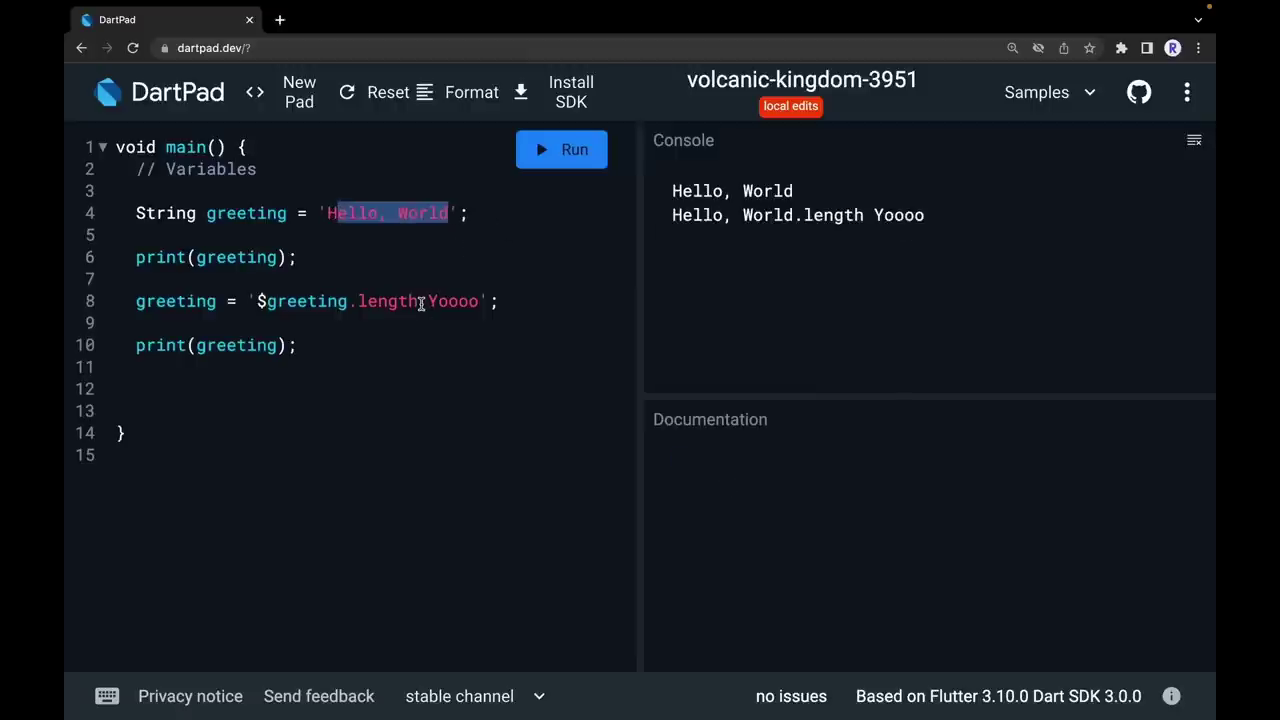 DartPad
dartpad.dev/?
R
DartPad
<>
New Pad
Reset
Format
Install SDK
volcanic-kingdom-3951
local edits
Samples
Run
1 void main() {
2   // Variables
3
4   String greeting = 'Hello, World';
5
6   print(greeting);
7
8   greeting = '$greeting.length Yoooo';
9
10   print(greeting);
11
12
13
14 }
15
Console
Hello, World
Hello, World.length Yoooo
Documentation
Privacy notice
Send feedback
stable channel
no issues
Based on Flutter 3.10.0 Dart SDK 3.0.0